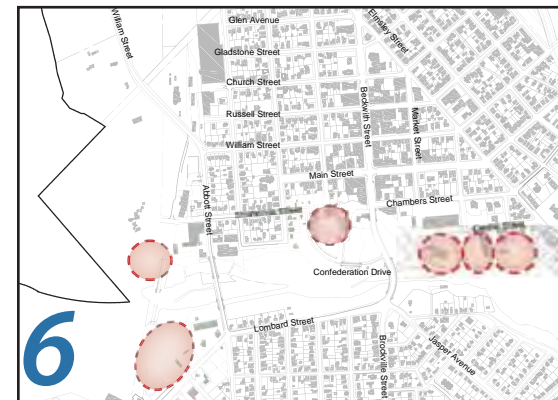 Glen Avenue
Elmsley Street
William Street
Gladstone Street
Church Street
Beckwith Street
Market Street
Russell Street
William Street
Main Street
Abbott Street
Chambers Street
Confederation Drive
Lombard Street
Brockville Street
Jasper Avenue
6